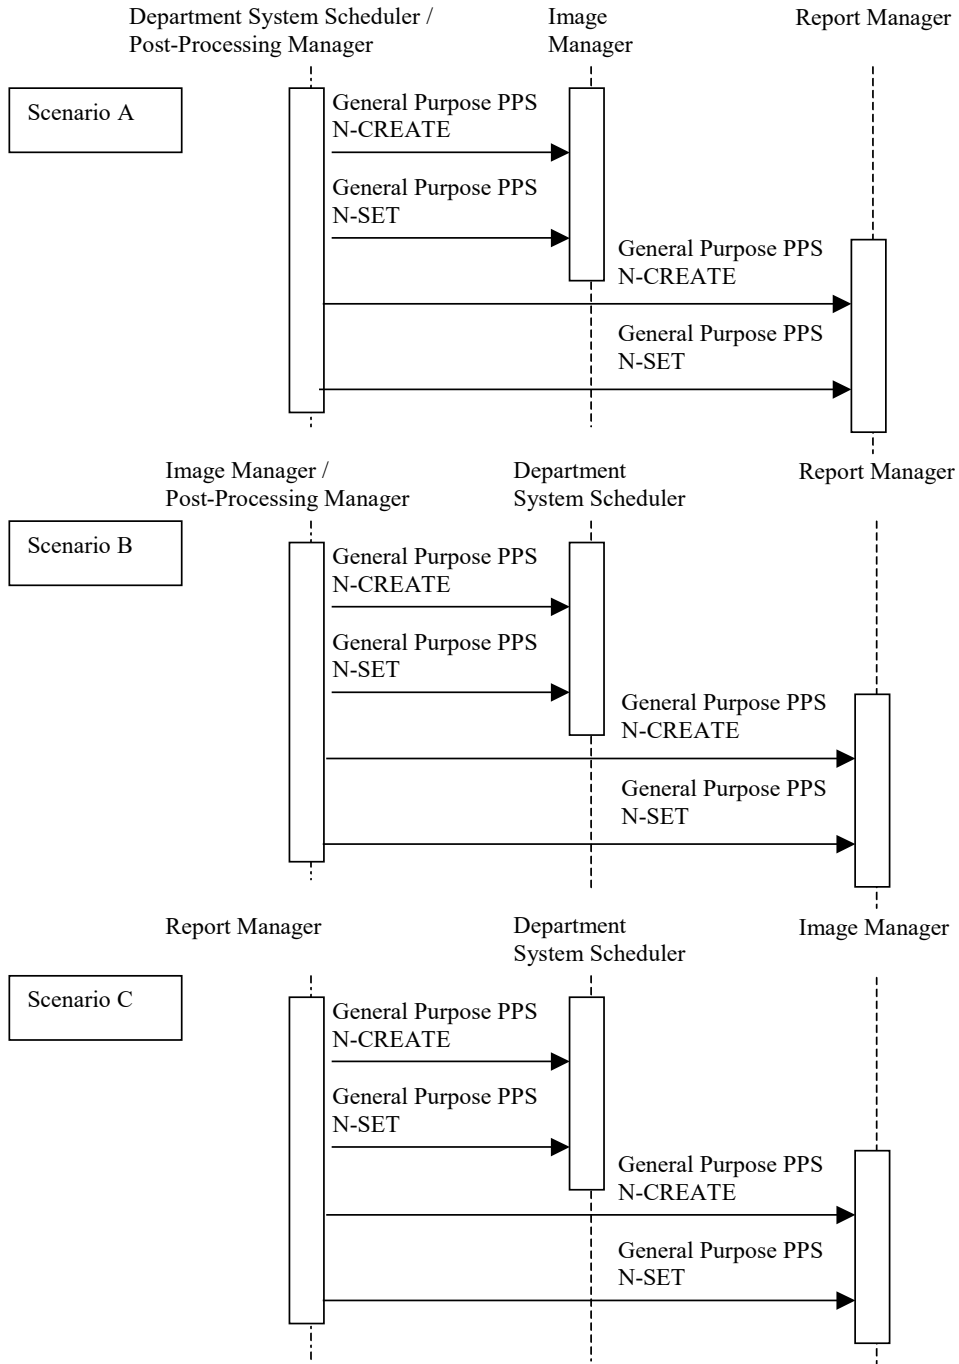 Department System Scheduler /
Post-Processing Manager
Image
Manager
Report Manager
Scenario A
General Purpose PPS
N-CREATE
General Purpose PPS
N-SET
General Purpose PPS
N-CREATE
General Purpose PPS
N-SET
Image Manager /
Post-Processing Manager
Department
System Scheduler
Report Manager
Scenario B
General Purpose PPS
N-CREATE
General Purpose PPS
N-SET
General Purpose PPS
N-CREATE
General Purpose PPS
N-SET
Report Manager
Department
System Scheduler
Image Manager
Scenario C
General Purpose PPS
N-CREATE
General Purpose PPS
N-SET
General Purpose PPS
N-CREATE
General Purpose PPS
N-SET